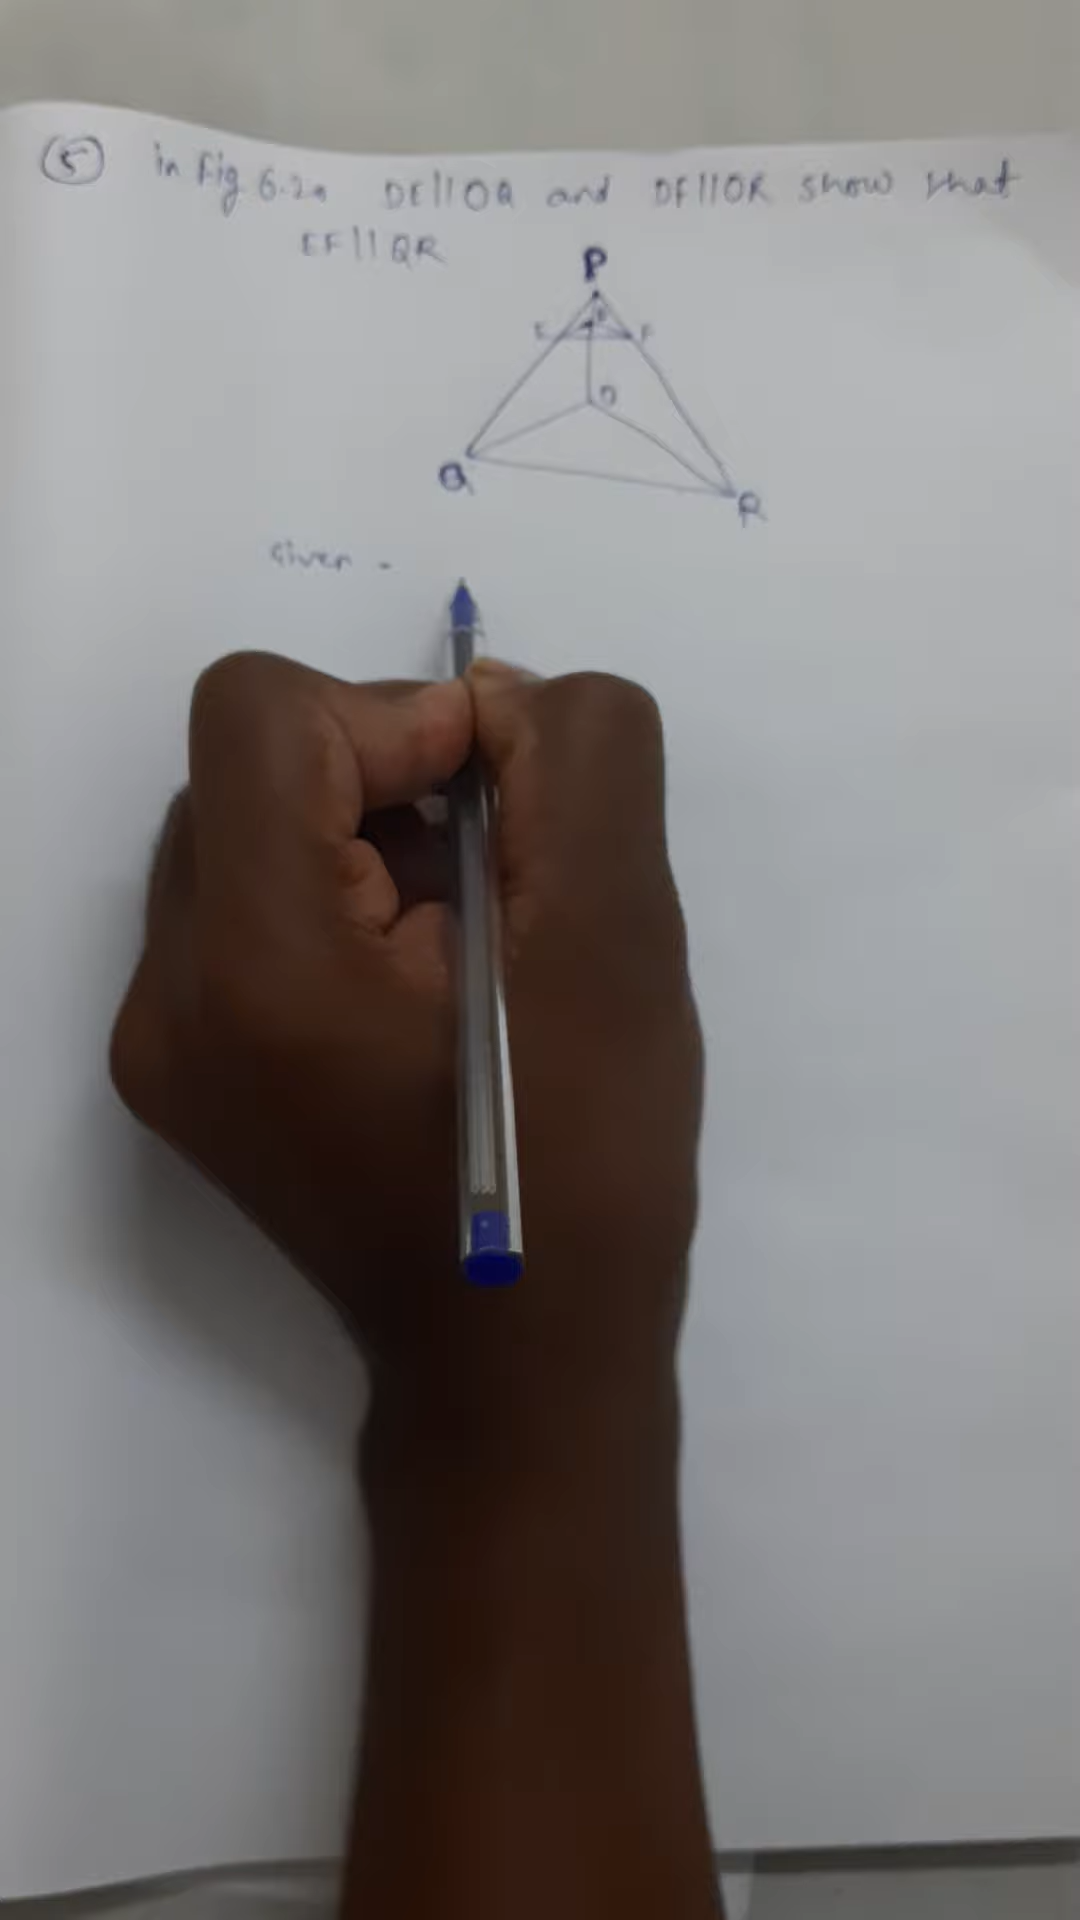 5 in Fig 6.20 DE||OQ and DF||OR show that
EF||QR
P
E D F
O
Q
R
Given -